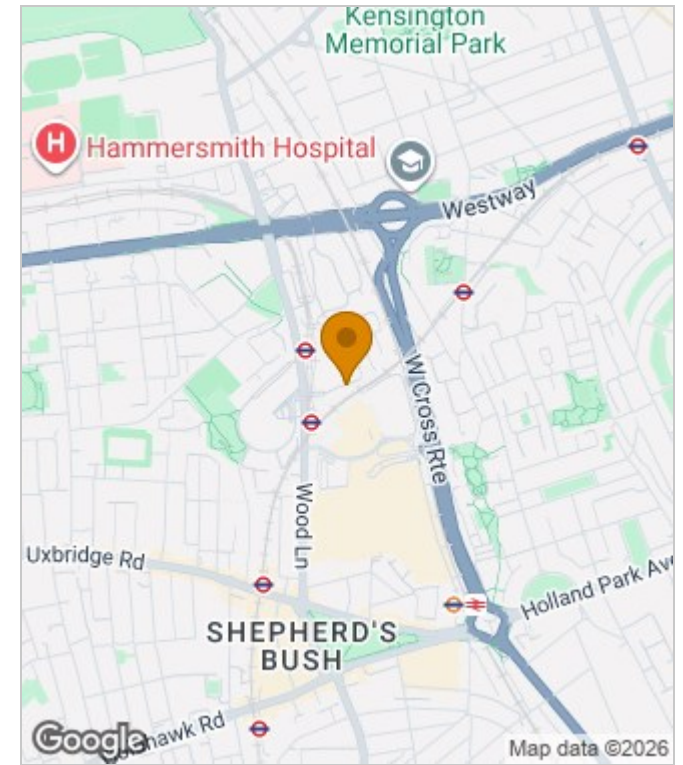 Kensington
Memorial Park
H
Hammersmith Hospital
Westway
W Cross Rte
Wood Ln
Uxbridge Rd
Holland Park Ave
SHEPHERD'S
BUSH
Google
Map data ©2026